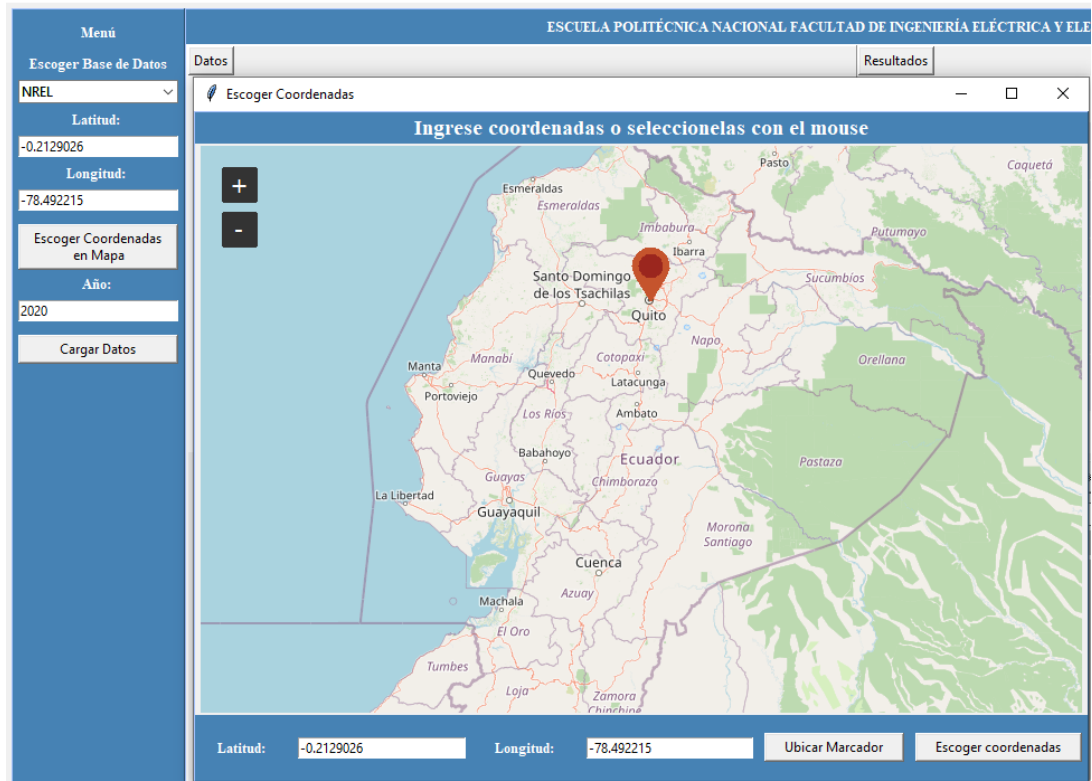 Menú
ESCUELA POLITÉCNICA NACIONAL FACULTAD DE INGENIERÍA ELÉCTRICA Y ELE
Escoger Base de Datos
NREL
Latitud:
-0.2129026
Longitud:
-78.492215
Escoger Coordenadas
en Mapa
Año:
2020
Cargar Datos
Datos
Resultados
Escoger Coordenadas
Ingrese coordenadas o seleccionelas con el mouse
+
-
Pasto
Caquetá
Esmeraldas
Esmeraldas
Imbabura
Putumayo
Ibarra
Santo Domingo
de los Tsachilas
Sucumbios
Quito
Napo
Manabí
Cotopaxi
Orellana
Manta
Quevedo
Latacunga
Portoviejo
Los Ríos
Ambato
Babahoyo
Ecuador
Pastaza
Guayas
Chimborazo
La Libertad
Guayaquil
Morona
Santiago
Cuenca
Azuay
Machala
El Oro
Tumbes
Loja
Zamora
Chinchipe
Latitud:
-0.2129026
Longitud:
-78.492215
Ubicar Marcador
Escoger coordenadas